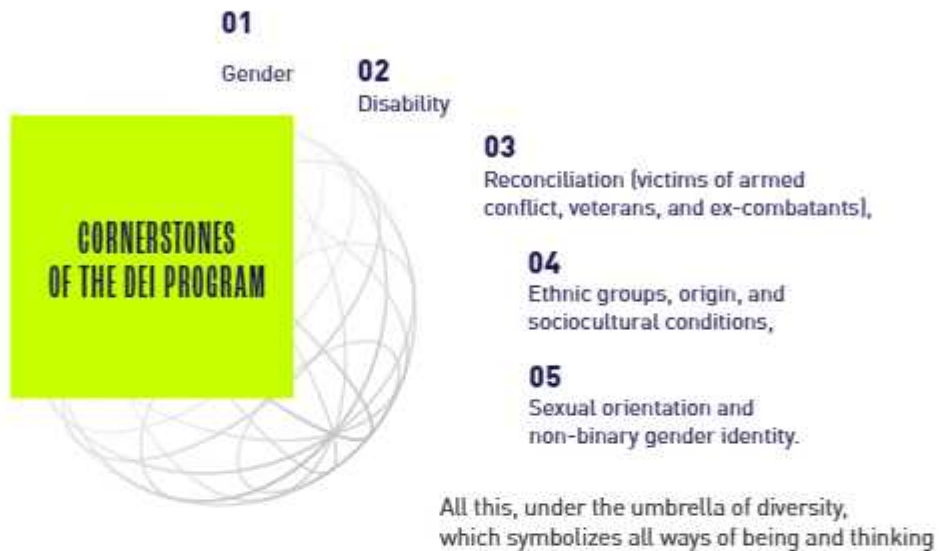 01
Gender
02
Disability
03
Reconciliation (victims of armed
conflict, veterans, and ex-combatants),
CORNERSTONES
OF THE DEI PROGRAM
04
Ethnic groups, origin, and
sociocultural conditions,
05
Sexual orientation and
non-binary gender identity.
All this, under the umbrella of diversity,
which symbolizes all ways of being and thinking